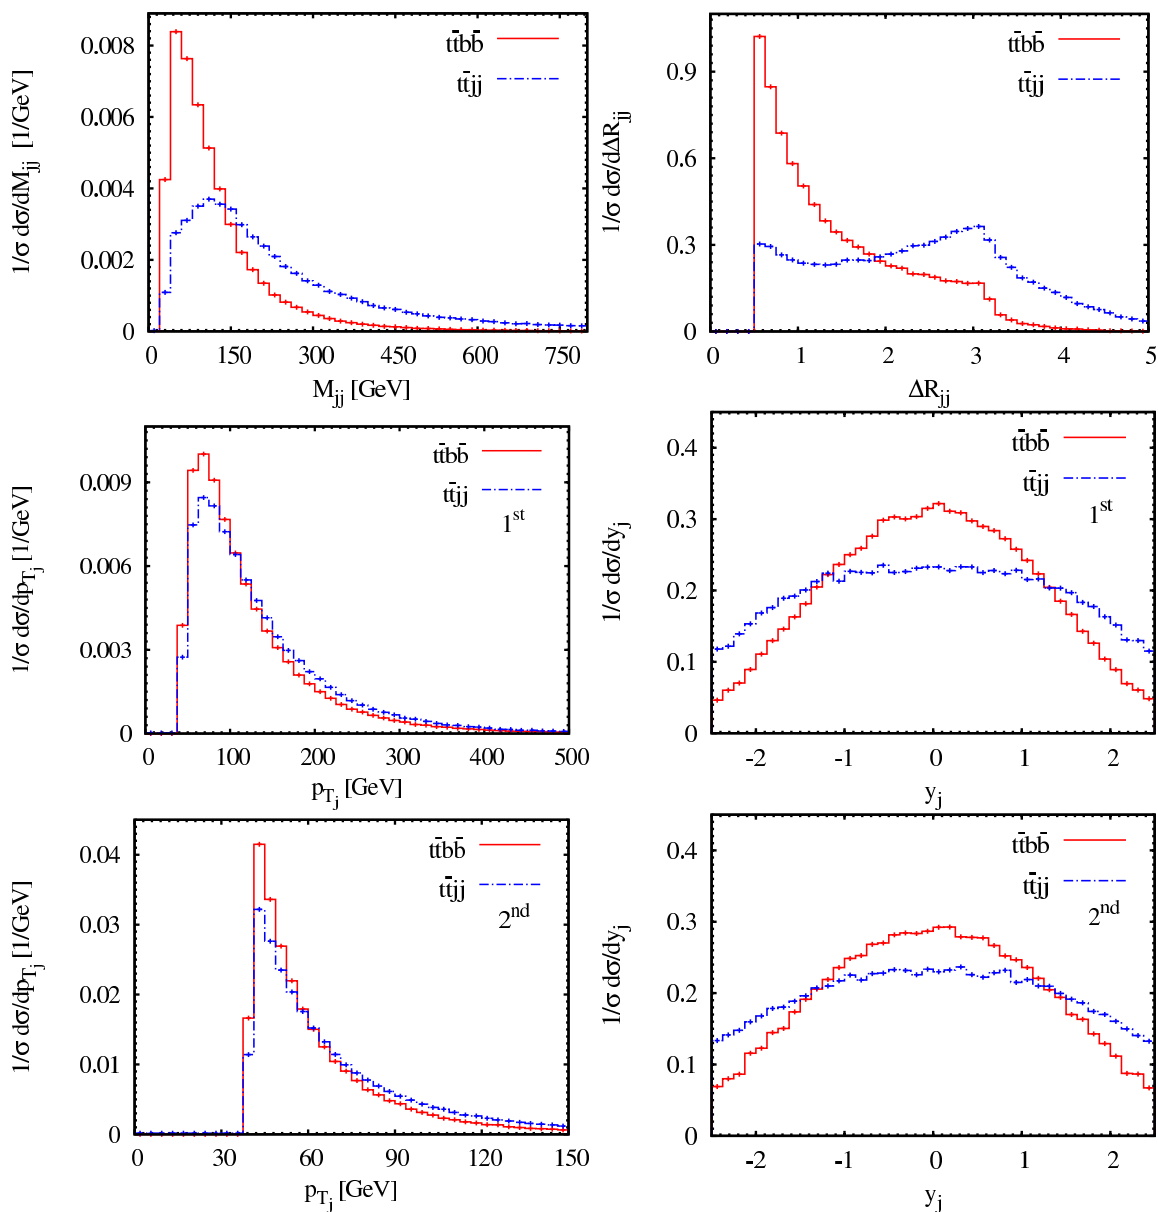 tt̄bb̄
tt̄jj
0.008
0.006
0.004
0.002
0
1/σ dσ/dM_jj [1/GeV]
0 150 300 450 600 750
M_jj [GeV]
tt̄bb̄
tt̄jj
0.9
0.6
0.3
0
1/σ dσ/dΔR_jj
0 1 2 3 4 5
ΔR_jj
tt̄bb̄
tt̄jj
1^st
0.009
0.006
0.003
0
1/σ dσ/dp_T_j [1/GeV]
0 100 200 300 400 500
p_T_j [GeV]
tt̄bb̄
tt̄jj
1^st
0.4
0.3
0.2
0.1
0
1/σ dσ/dy_j
-2 -1 0 1 2
y_j
tt̄bb̄
tt̄jj
2^nd
0.04
0.03
0.02
0.01
0
1/σ dσ/dp_T_j [1/GeV]
0 30 60 90 120 150
p_T_j [GeV]
tt̄bb̄
tt̄jj
2^nd
0.4
0.3
0.2
0.1
0
1/σ dσ/dy_j
-2 -1 0 1 2
y_j